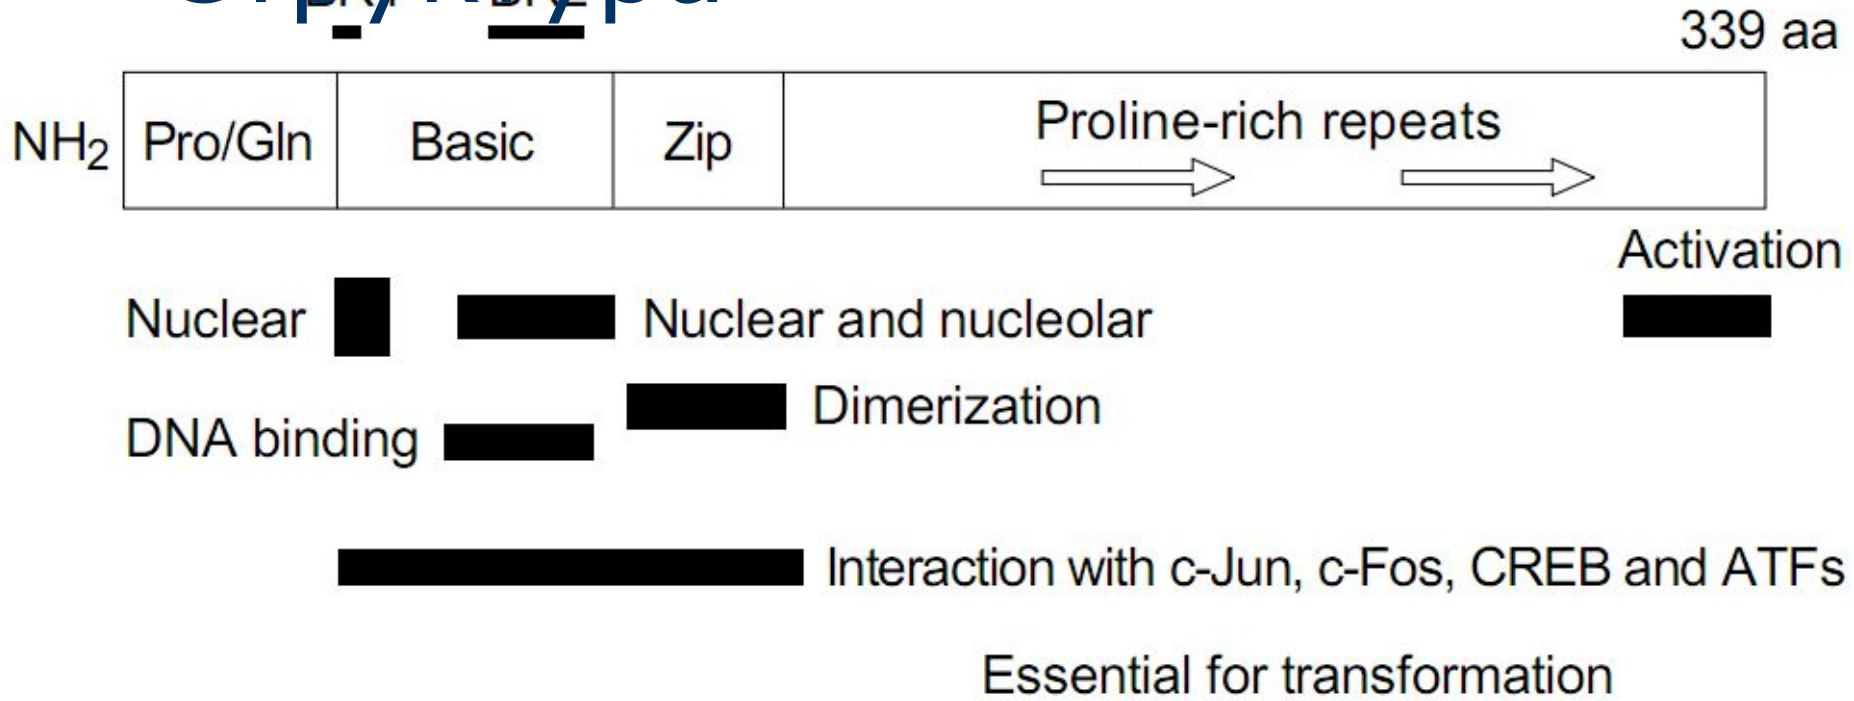 339 aa
NH2 Pro/Gln Basic Zip Proline-rich repeats
Activation
Nuclear Nuclear and nucleolar
Dimerization
DNA binding
Interaction with c-Jun, c-Fos, CREB and ATFs
Essential for transformation